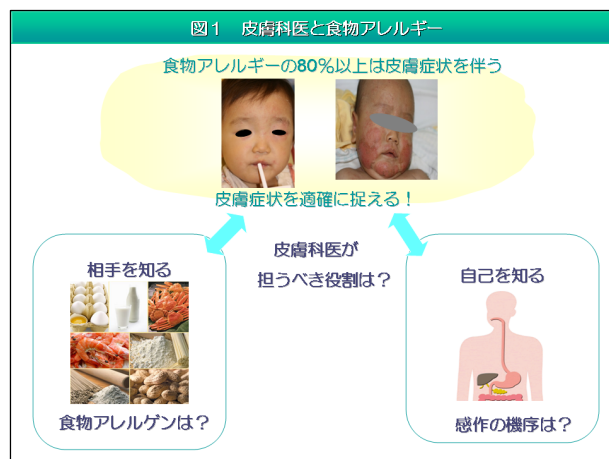 図1 皮膚科医と食物アレルギー
食物アレルギーの80％以上は皮膚症状を伴う
皮膚症状を適確に捉える！
皮膚科医が
担うべき役割は？
相手を知る
食物アレルゲンは？
自己を知る
感作の機序は？